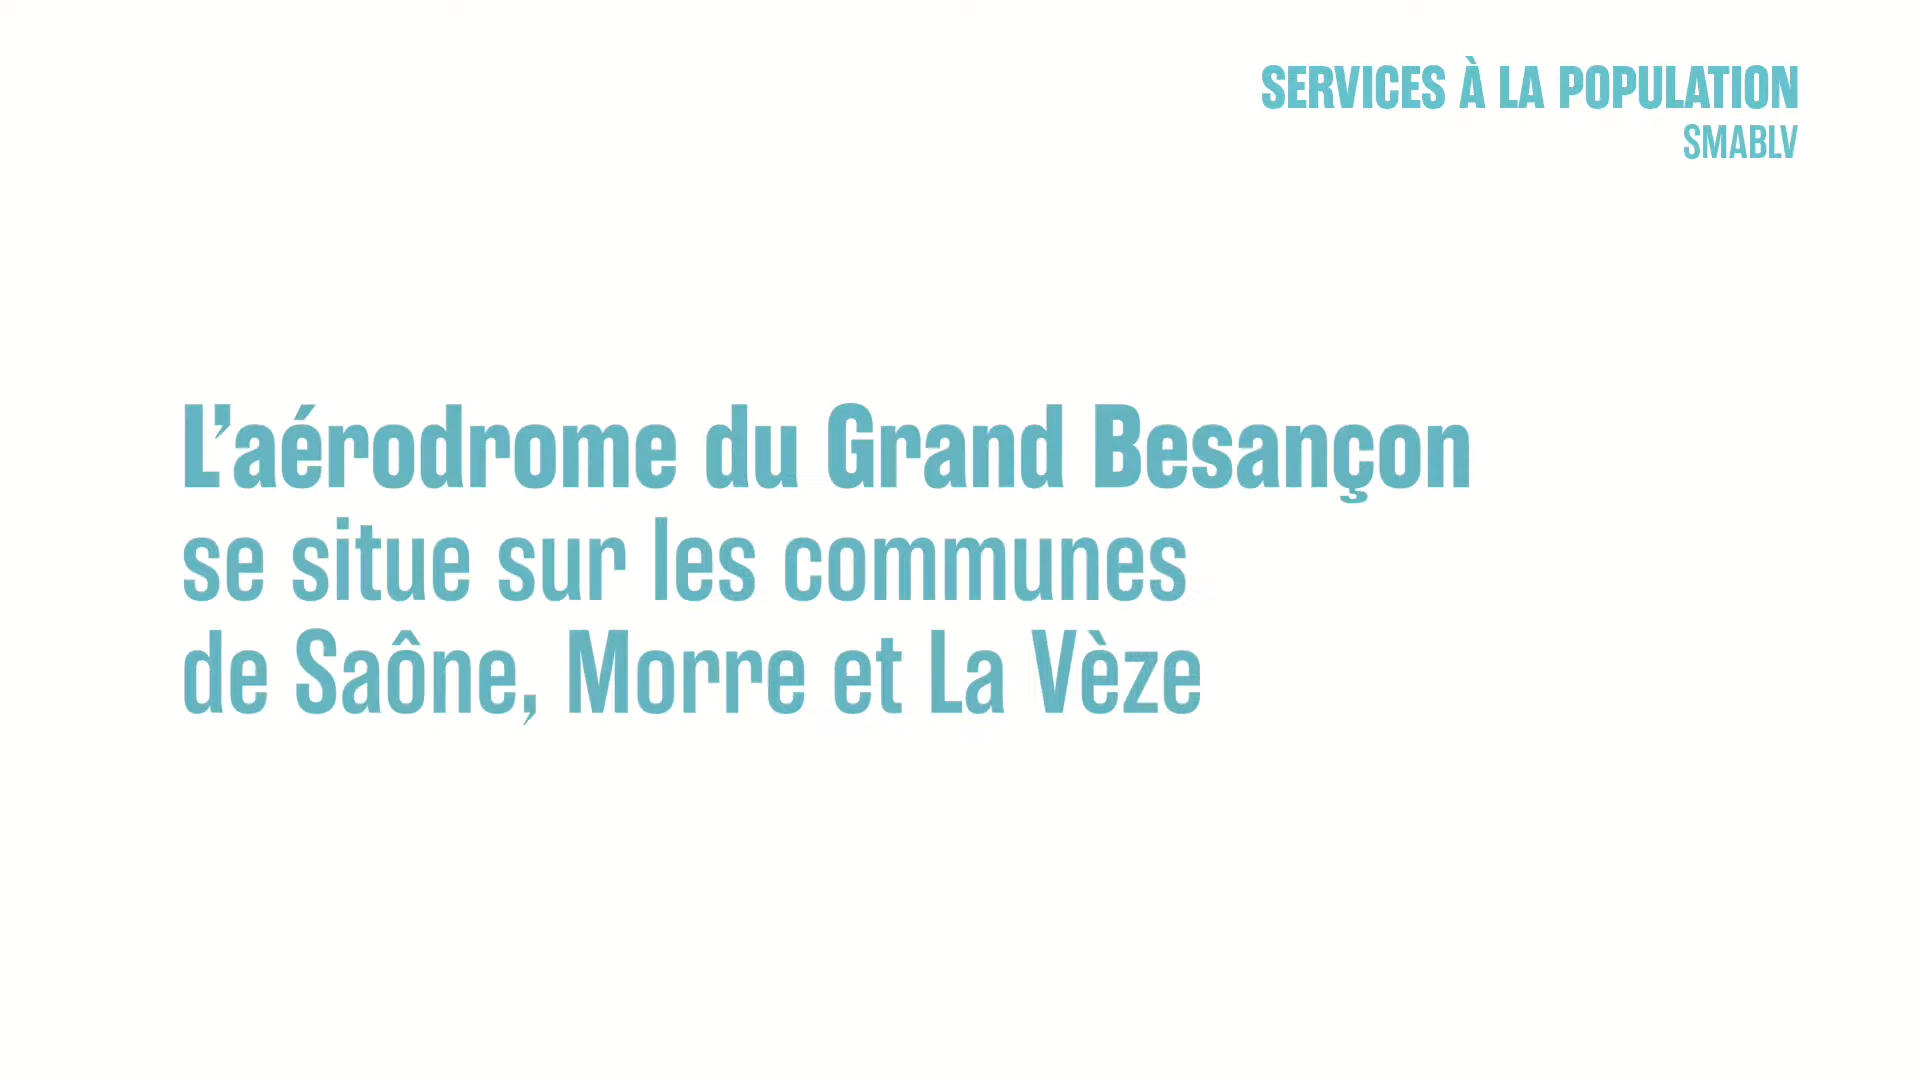 SERVICES À LA POPULATION
SMABLV
L’aérodrome du Grand Besançon
se situe sur les communes
de Saône, Morre et La Vèze